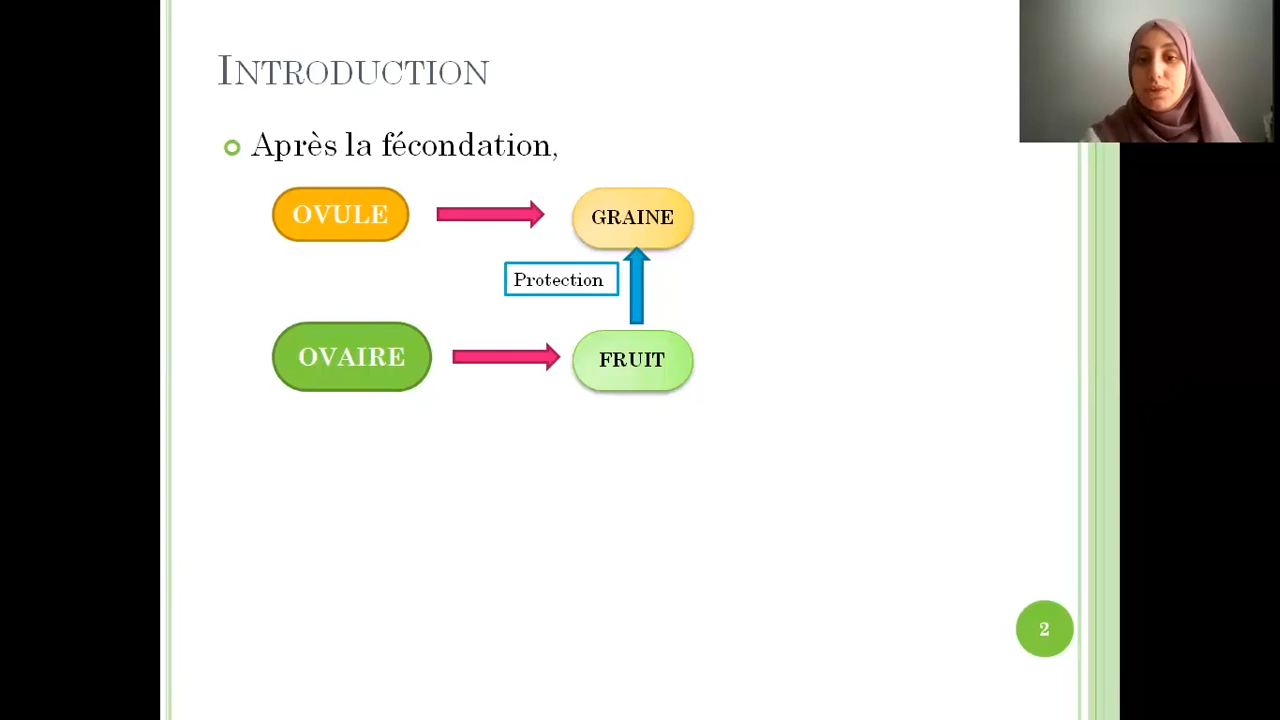 INTRODUCTION
Après la fécondation,
OVULE
GRAINE
Protection
OVAIRE
FRUIT
2